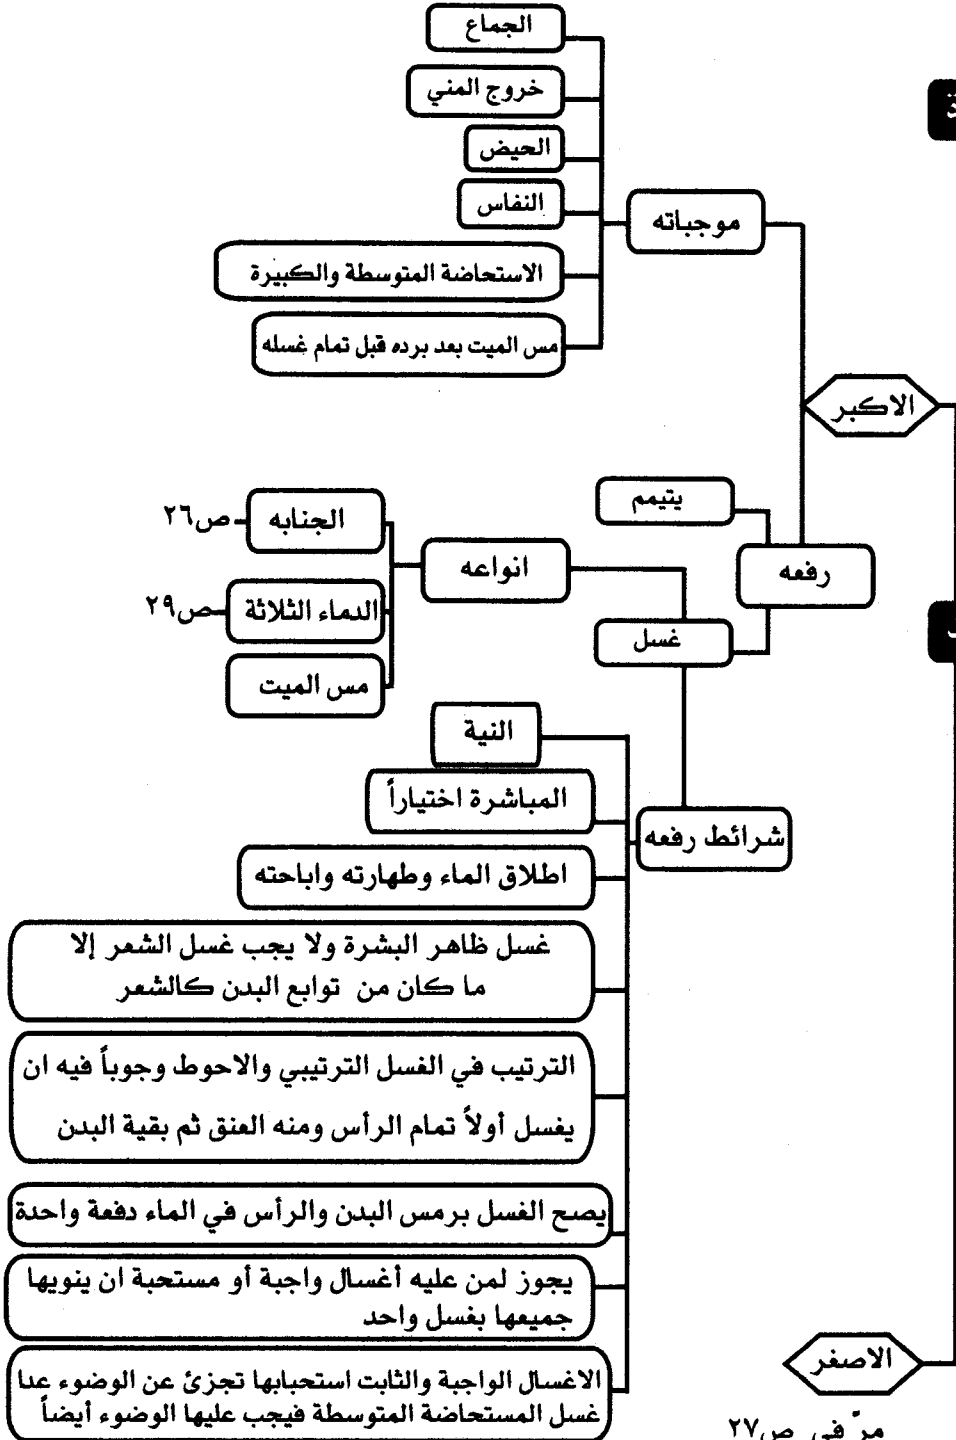 الجماع
خروج المني
الحيض
النفاس
موجباته
الاستحاضة المتوسطة والكبيرة
مس الميت بعد برده قبل تمام غسله
الاكبر
يتيمم
رفعه
غسل
انواعه
الجنابه
ص٢٦
الدماء الثلاثة
ص٢٩
مس الميت
شرائط رفعه
النية
المباشرة اختياراً
اطلاق الماء وطهارته واباحته
غسل ظاهر البشرة ولا يجب غسل الشعر إلا
ما كان من توابع البدن كالشعر
الترتيب في الغسل الترتيبي والاحوط وجوباً فيه ان
يغسل أولاً تمام الرأس ومنه العنق ثم بقية البدن
يصح الغسل برمس البدن والرأس في الماء دفعة واحدة
يجوز لمن عليه أغسال واجبة أو مستحبة ان ينويها
جميعها بغسل واحد
الاغسال الواجبة والثابت استحبابها تجزئ عن الوضوء عدا
غسل المستحاضة المتوسطة فيجب عليها الوضوء أيضاً
الاصغر
مرّ في ص٢٧